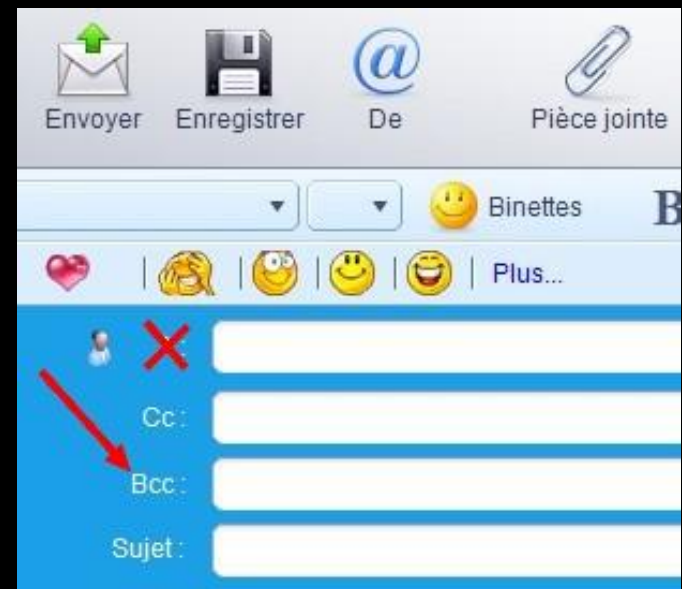 Envoyer Enregistrer De Pièce jointe
Binettes B
Plus...
Cc :
Bcc :
Sujet :